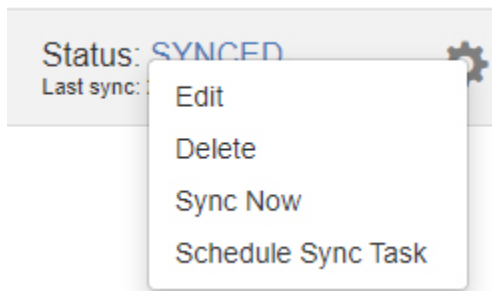 Status: SYNCED
Last sync:
Edit
Delete
Sync Now
Schedule Sync Task